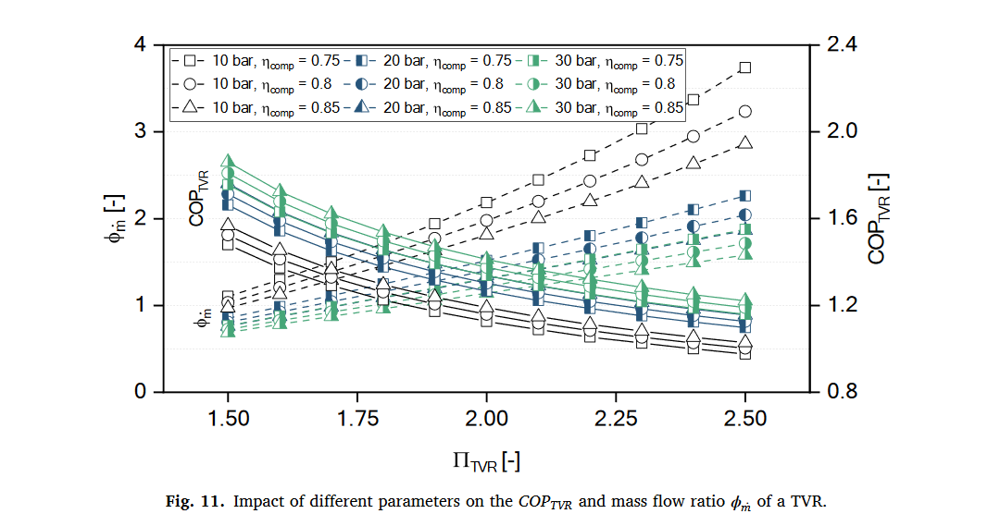 4
3
2
1
0
ϕṁ [-]
2.4
2.0
1.6
1.2
0.8
COPTVR [-]
10 bar, ηcomp = 0.75 20 bar, ηcomp = 0.75 30 bar, ηcomp = 0.75
10 bar, ηcomp = 0.8 20 bar, ηcomp = 0.8 30 bar, ηcomp = 0.8
10 bar, ηcomp = 0.85 20 bar, ηcomp = 0.85 30 bar, ηcomp = 0.85
COPTVR
ϕṁ
1.50 1.75 2.00 2.25 2.50
ΠTVR [-]
Fig. 11. Impact of different parameters on the COPTVR and mass flow ratio ϕṁ of a TVR.